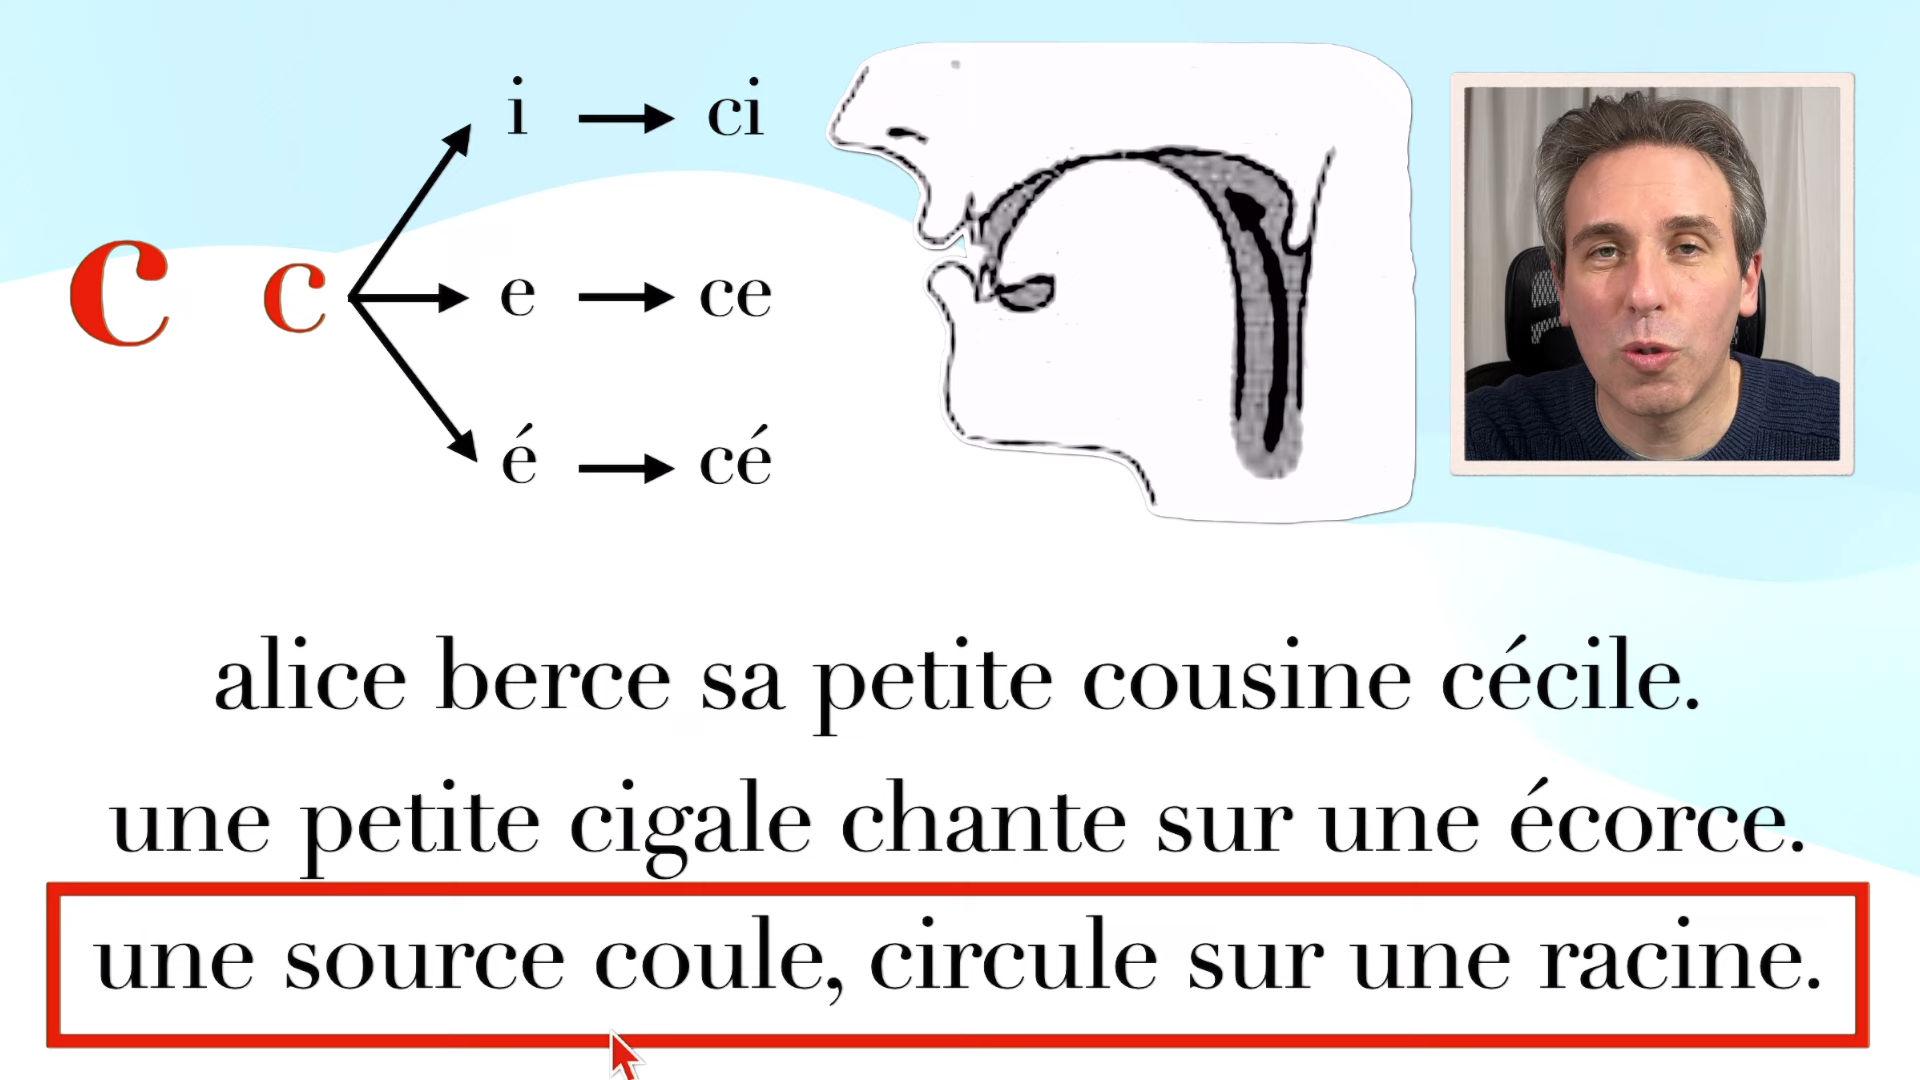 i ci
c c e ce
é cé
alice berce sa petite cousine cécile.
une petite cigale chante sur une écorce.
une source coule, circule sur une racine.